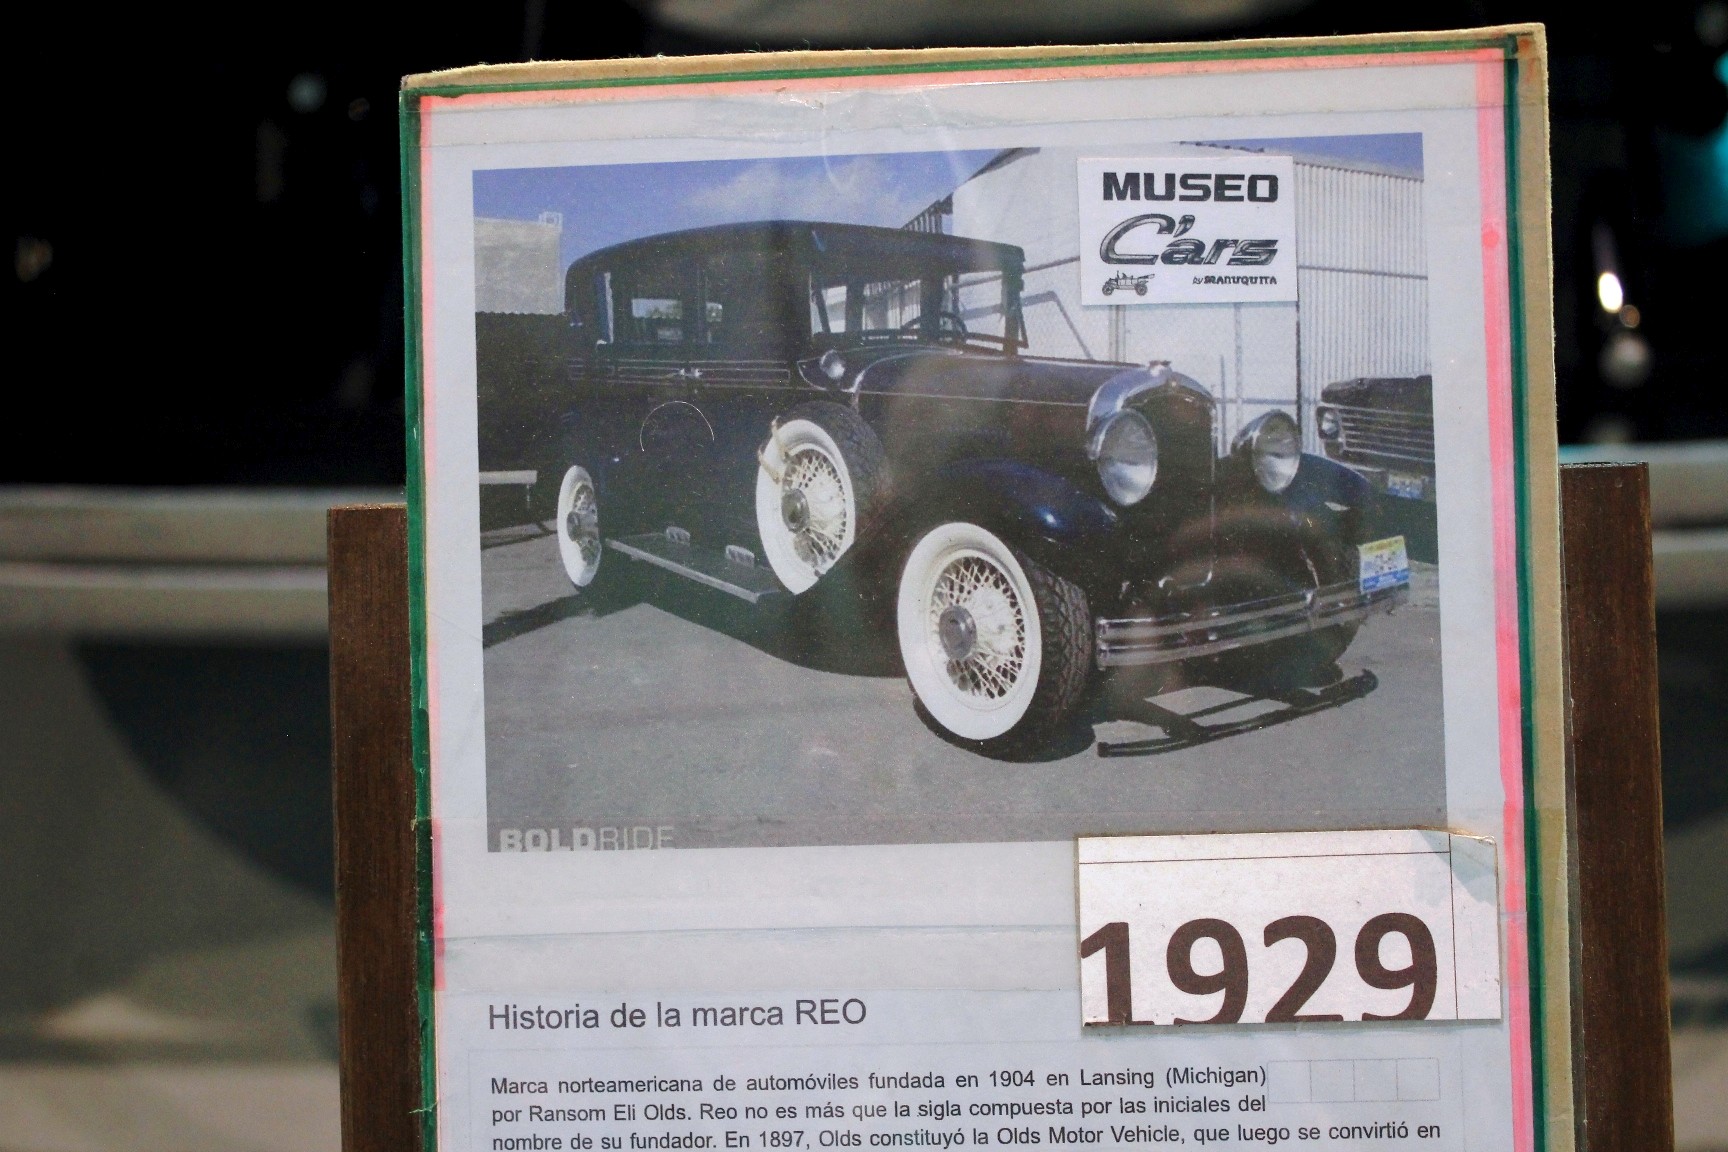 MUSEO
C'ars
by BRANUQUITA
BOLDRIDE
1929
Historia de la marca REO
Marca norteamericana de automóviles fundada en 1904 en Lansing (Michigan)
por Ransom Eli Olds. Reo no es más que la sigla compuesta por las iniciales del
nombre de su fundador. En 1897, Olds constituyó la Olds Motor Vehicle, que luego se convirtió en